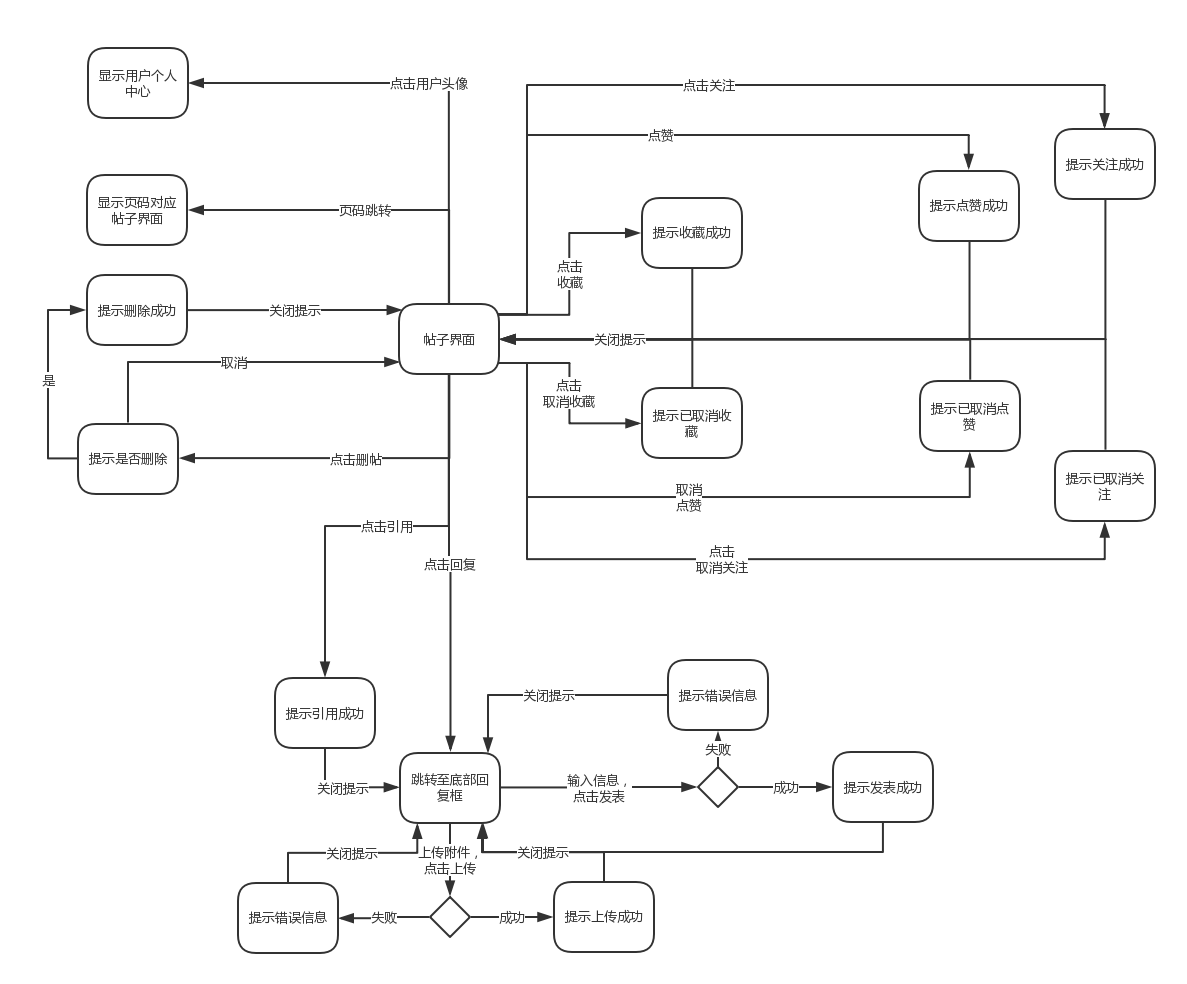 显示用户个人
中心
点击用户头像
点击关注
点赞
提示关注成功
显示页码对应
帖子界面
页码跳转
提示点赞成功
提示收藏成功
点击
收藏
提示删除成功
关闭提示
帖子界面
关闭提示
取消
是
点击
取消收藏
提示已取消收
藏
提示已取消点
赞
提示是否删除
点击删帖
提示已取消关
注
取消
点赞
点击引用
点击回复
点击
取消关注
提示引用成功
关闭提示
提示错误信息
失败
关闭提示
跳转至底部回
复框
输入信息，
点击发表
成功
提示发表成功
关闭提示
上传附件，
点击上传
关闭提示
提示错误信息
失败
成功
提示上传成功